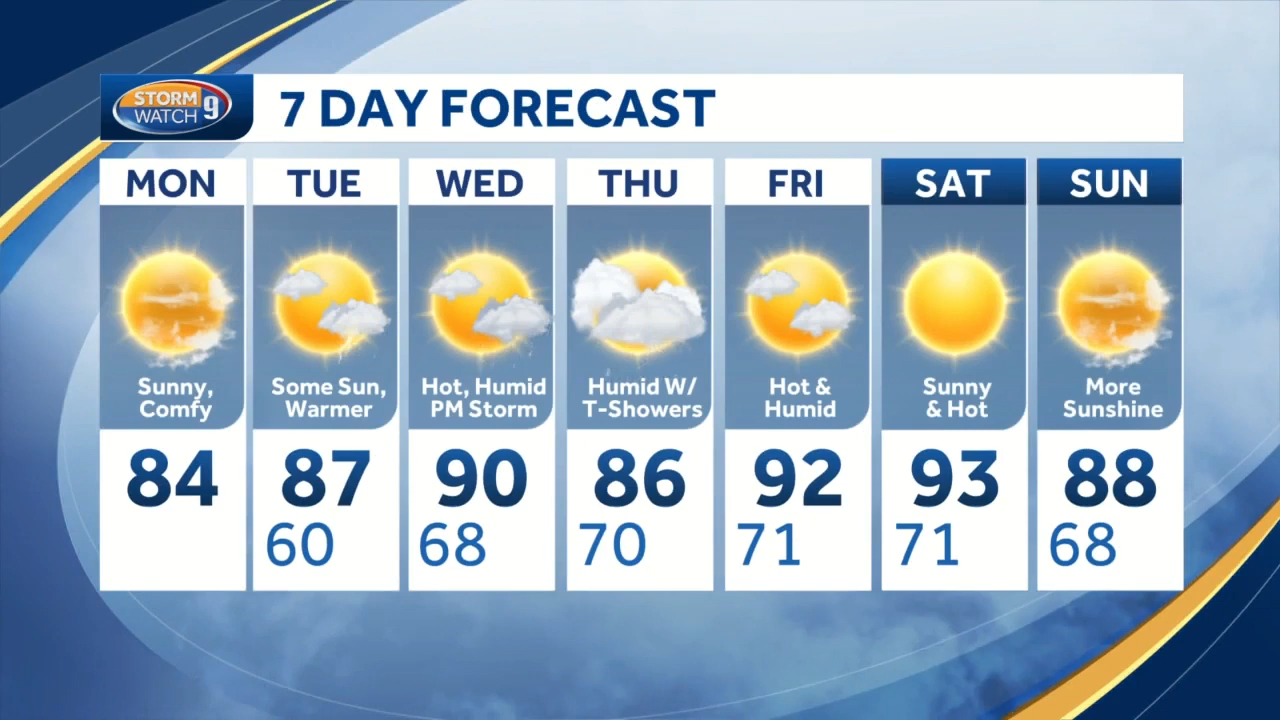 STORM
WATCH 9
7 DAY FORECAST
MON TUE WED THU FRI SAT SUN
Sunny,
Comfy
Some Sun,
Warmer
Hot, Humid
PM Storm
Humid W/
T-Showers
Hot &
Humid
Sunny
& Hot
More
Sunshine
84 87 90 86 92 93 88
60 68 70 71 71 68